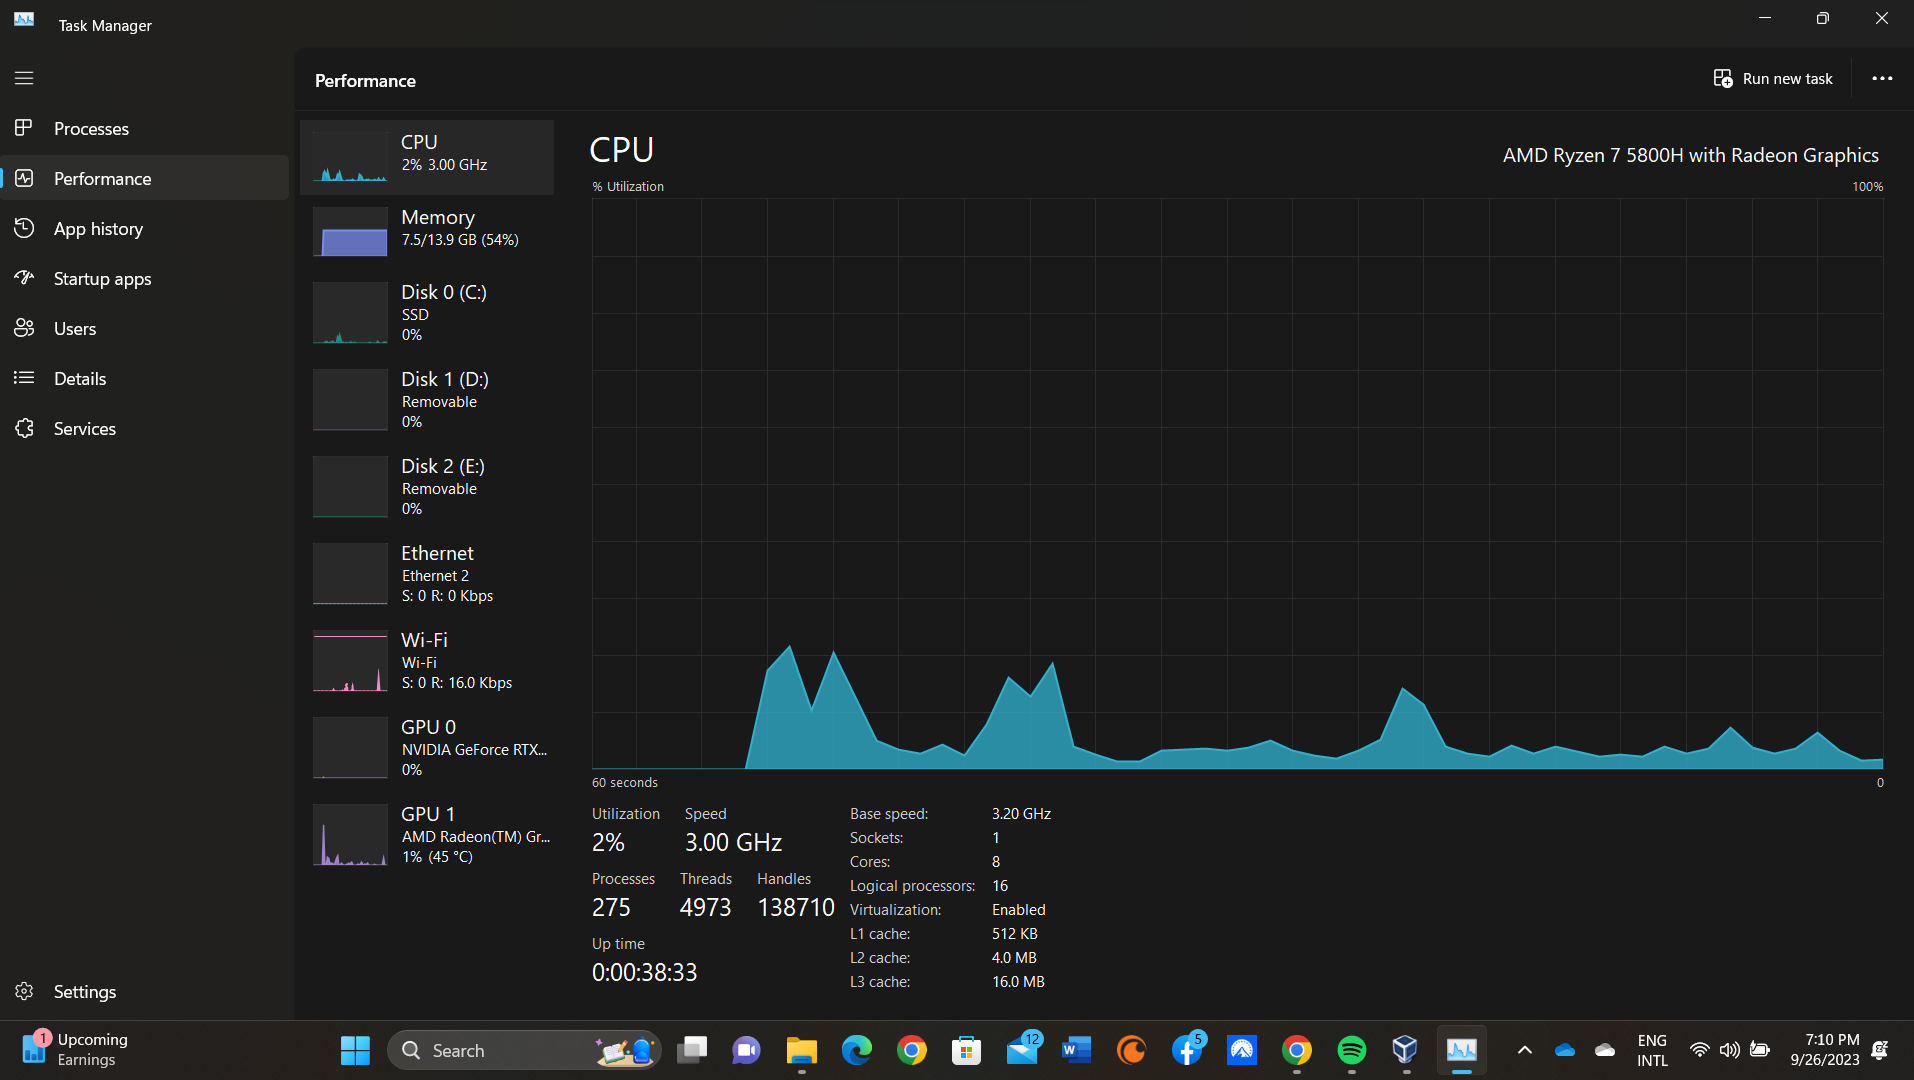 Task Manager
Processes
Performance
App history
Startup apps
Users
Details
Services
Settings
Performance
Run new task
CPU
2% 3.00 GHz
Memory
7.5/13.9 GB (54%)
Disk 0 (C:)
SSD
0%
Disk 1 (D:)
Removable
0%
Disk 2 (E:)
Removable
0%
Ethernet
Ethernet 2
S: 0 R: 0 Kbps
Wi-Fi
Wi-Fi
S: 0 R: 16.0 Kbps
GPU 0
NVIDIA GeForce RTX...
0%
GPU 1
AMD Radeon(TM) Gr...
1% (45 °C)
CPU
AMD Ryzen 7 5800H with Radeon Graphics
% Utilization
100%
60 seconds
0
Utilization
2%
Speed
3.00 GHz
Processes
275
Threads
4973
Handles
138710
Up time
0:00:38:33
Base speed: 3.20 GHz
Sockets: 1
Cores: 8
Logical processors: 16
Virtualization: Enabled
L1 cache: 512 KB
L2 cache: 4.0 MB
L3 cache: 16.0 MB
1
Upcoming
Earnings
Search
12
W
5
ENG
INTL
7:10 PM
9/26/2023